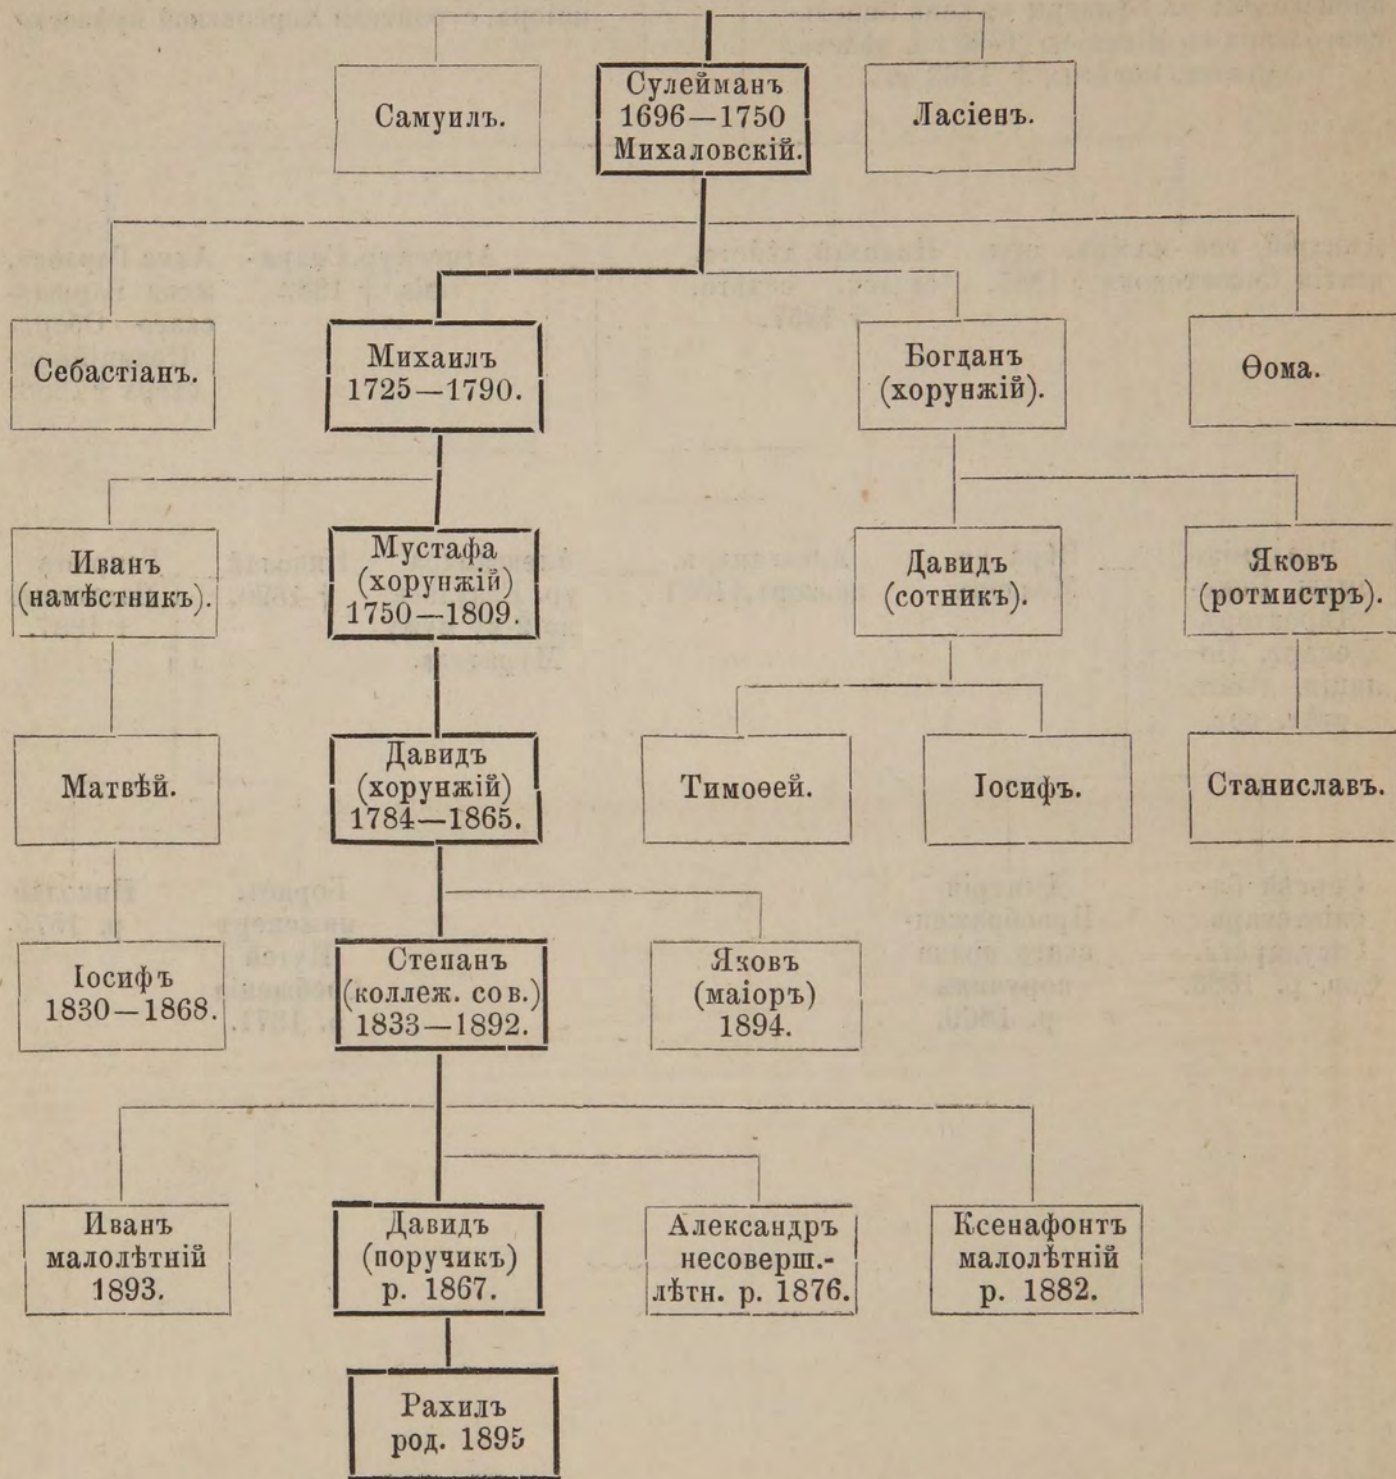 Самуилъ.
Сулейманъ
1696—1750
Михаловскій.
Ласіенъ.
Себастіанъ.
Михаилъ
1725—1790.
Богданъ
(хорунжій).
Ѳома.
Иванъ
(намѣстникъ).
Мустафа
(хорунжій)
1750—1809.
Давидъ
(сотникъ).
Яковъ
(ротмистръ).
Матвѣй.
Давидъ
(хорунжій)
1784—1865.
Тимоѳей.
Іосифъ.
Станиславъ.
Іосифъ
1830—1868.
Степанъ
(коллеж. сов.)
1833—1892.
Яковъ
(маіоръ)
1894.
Иванъ
малолѣтній
1893.
Давидъ
(поручикъ)
р. 1867.
Александръ
несоверш.-
лѣтн. р. 1876.
Ксенафонтъ
малолѣтній
р. 1882.
Рахилъ
род. 1895